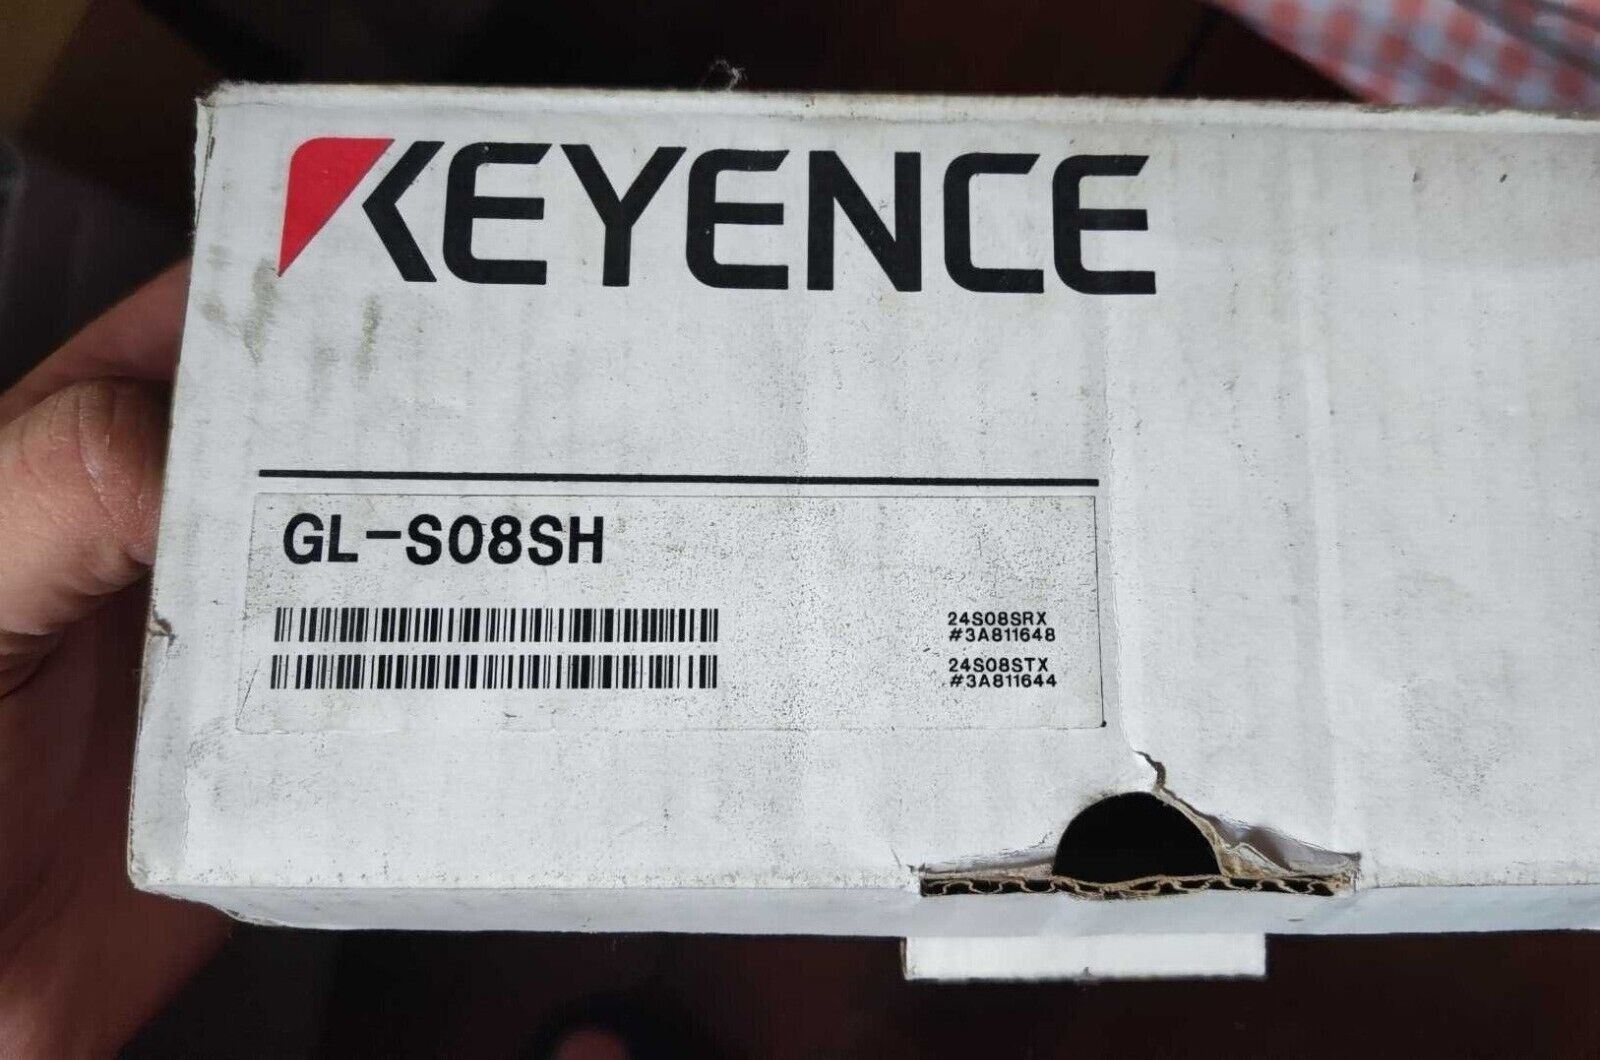 KEYENCE
GL-S08SH
24S08SRX
#3A811648
24S08STX
#3A811644